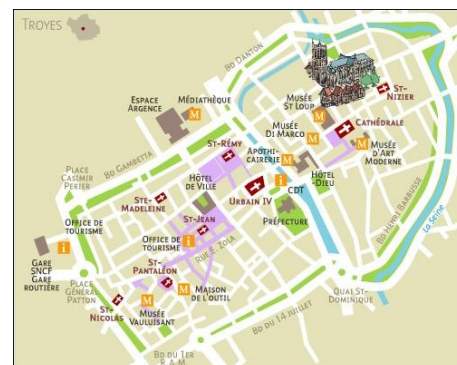 TROYES
BD DANTON
ESPACE
ARGENCE
MÉDIATHÈQUE
M
MUSÉE
ST LOUP
M
ST-
NIZIER
CATHÉDRALE
MUSÉE
DI MARCO
M
M
MUSÉE
D'ART
MODERNE
ST-RÉMY
APOTHI-
CAIRERIE
M
HÔTEL-
DIEU
BD GAMBETTA
PLACE
CASIMIR
PERIER
HÔTEL
DE VILLE
i
CDT
URBAIN IV
STE-
MADELEINE
ST-JEAN
PRÉFECTURE
BD HENRI BARBUSSE
LA SEINE
OFFICE DE
TOURISME
i
OFFICE DE
TOURISME
i
RUE E. ZOLA
GARE
SNCF
GARE
ROUTIÈRE
PLACE
GÉNÉRAL
PATTON
ST-
PANTALÉON
M
MAISON
DE L'OUTIL
QUAI ST-
DOMINIQUE
ST-
NICOLAS
M
MUSÉE
VAULUISANT
BD DU 14 JUILLET
BD DU 1ER
R.A.M.